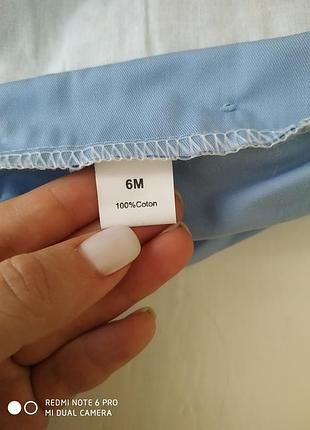 6M
100%Coton
REDMI NOTE 6 PRO
MI DUAL CAMERA